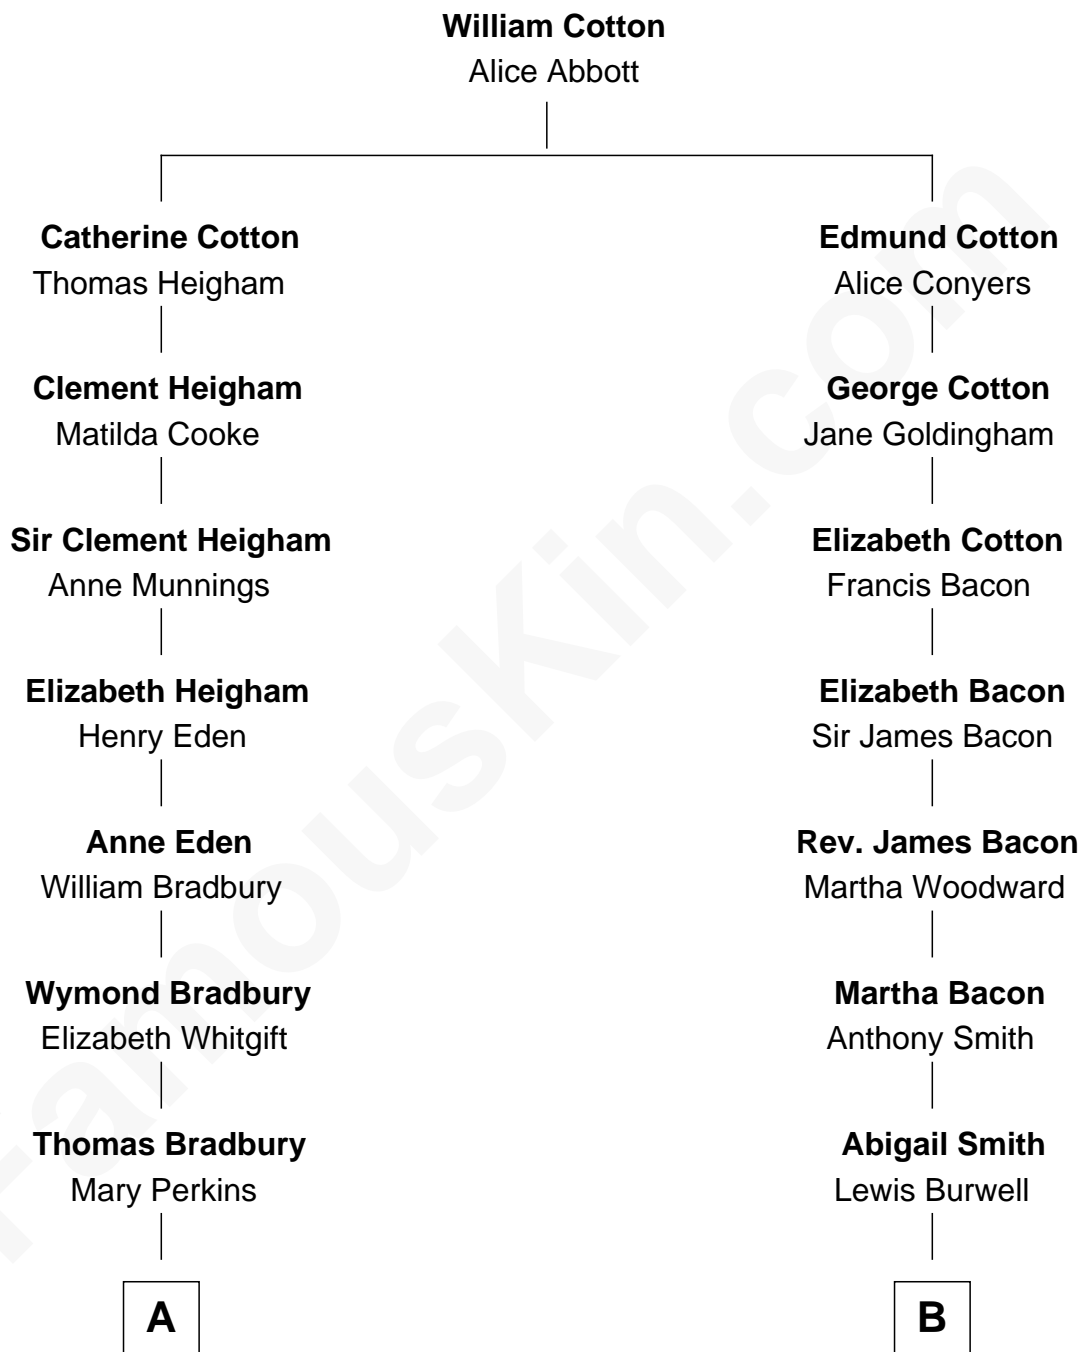 William Cotton
Alice Abbott
Catherine Cotton
Thomas Heigham
Edmund Cotton
Alice Conyers
Clement Heigham
Matilda Cooke
George Cotton
Jane Goldingham
Sir Clement Heigham
Anne Munnings
Elizabeth Cotton
Francis Bacon
Elizabeth Heigham
Henry Eden
Elizabeth Bacon
Sir James Bacon
Anne Eden
William Bradbury
Rev. James Bacon
Martha Woodward
Wymond Bradbury
Elizabeth Whitgift
Martha Bacon
Anthony Smith
Thomas Bradbury
Mary Perkins
Abigail Smith
Lewis Burwell
A
B
FamousKin.com